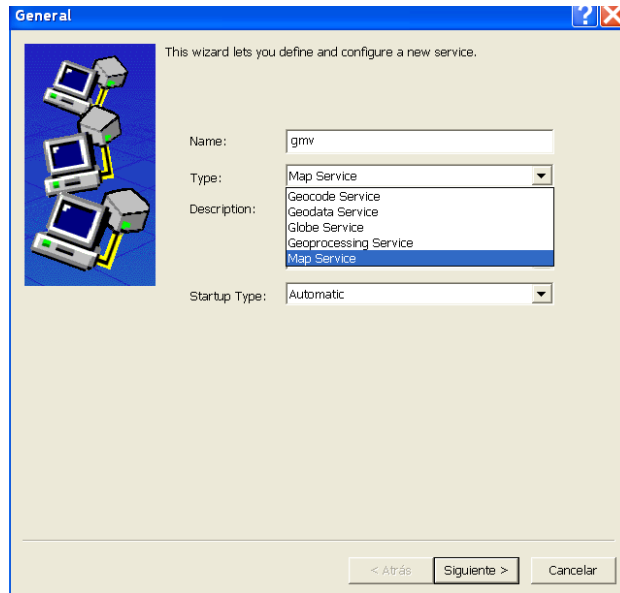 General
This wizard lets you define and configure a new service.
Name: gmv
Type: Map Service
Geocode Service
Description: Geodata Service
Globe Service
Geoprocessing Service
Map Service
Startup Type: Automatic
< Atrás Siguiente > Cancelar